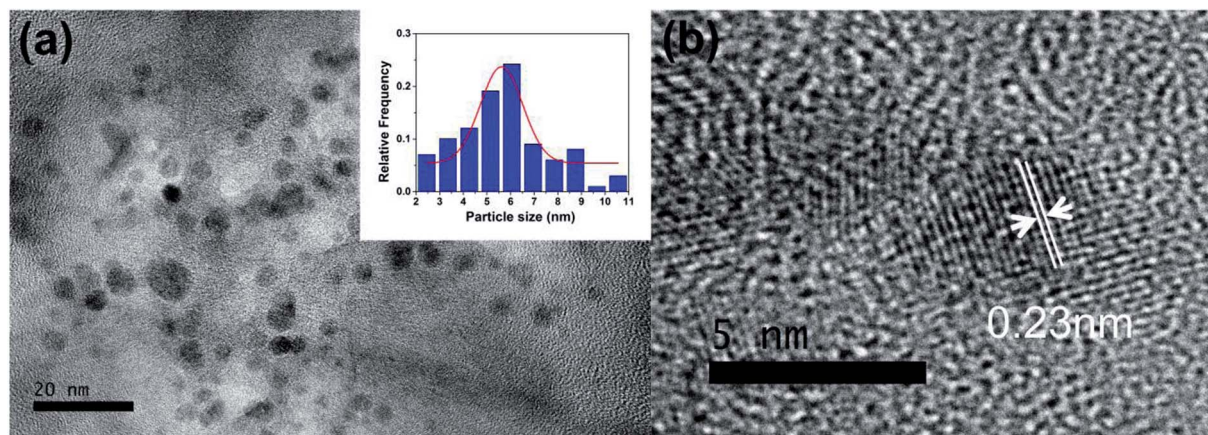 (a)
0.3
0.2
0.1
0.0
Relative Frequency
2 3 4 5 6 7 8 9 10 11
Particle size (nm)
20 nm
(b)
0.23nm
5 nm